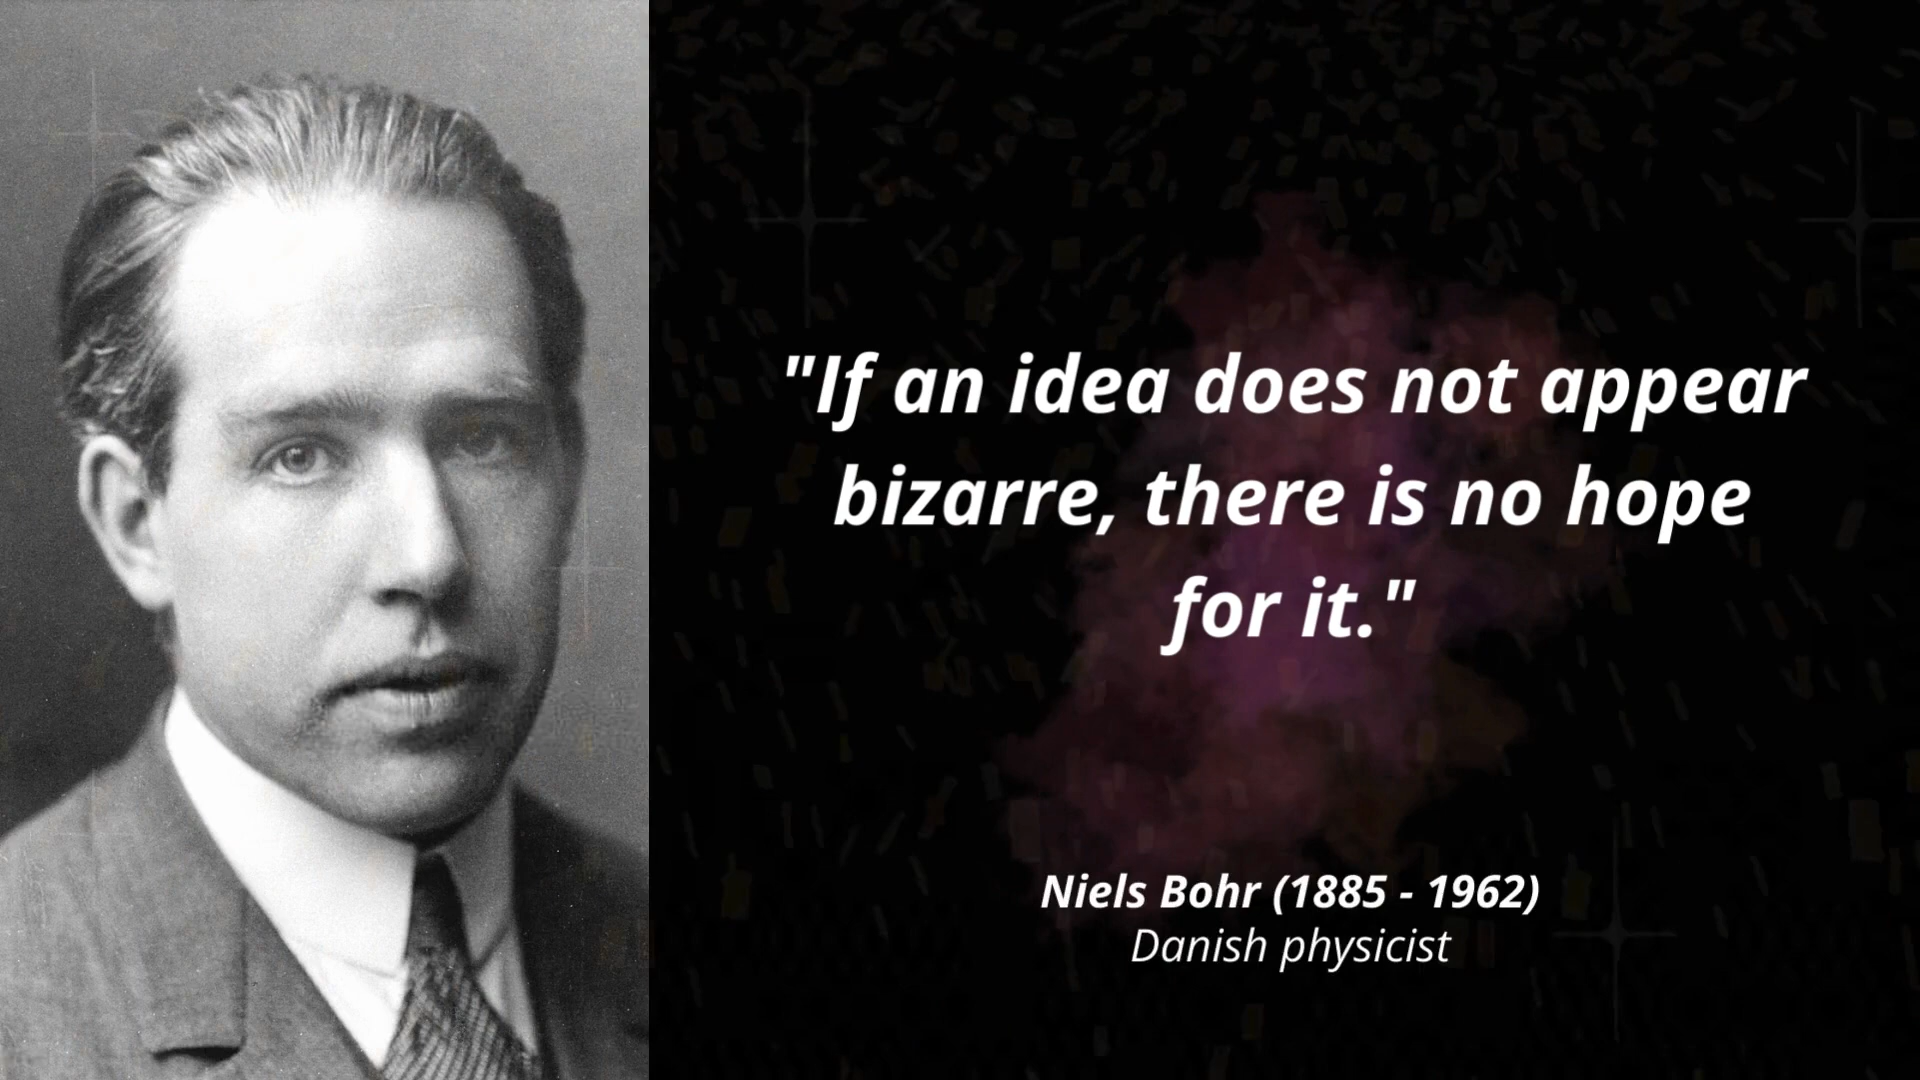 "If an idea does not appear
bizarre, there is no hope
for it."
Niels Bohr (1885 - 1962)
Danish physicist